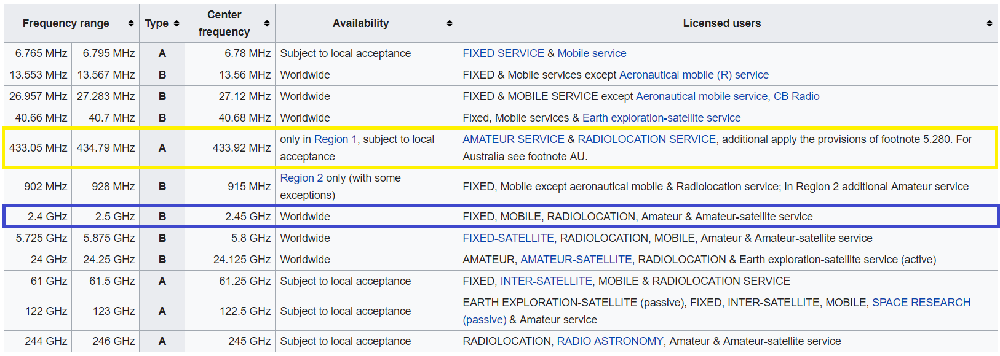 Frequency range Type Center frequency Availability Licensed users
6.765 MHz 6.795 MHz A 6.78 MHz Subject to local acceptance FIXED SERVICE & Mobile service
13.553 MHz 13.567 MHz B 13.56 MHz Worldwide FIXED & Mobile services except Aeronautical mobile (R) service
26.957 MHz 27.283 MHz B 27.12 MHz Worldwide FIXED & MOBILE SERVICE except Aeronautical mobile service, CB Radio
40.66 MHz 40.7 MHz B 40.68 MHz Worldwide Fixed, Mobile services & Earth exploration-satellite service
433.05 MHz 434.79 MHz A 433.92 MHz only in Region 1, subject to local acceptance AMATEUR SERVICE & RADIOLOCATION SERVICE, additional apply the provisions of footnote 5.280. For Australia see footnote AU.
902 MHz 928 MHz B 915 MHz Region 2 only (with some exceptions) FIXED, Mobile except aeronautical mobile & Radiolocation service; in Region 2 additional Amateur service
2.4 GHz 2.5 GHz B 2.45 GHz Worldwide FIXED, MOBILE, RADIOLOCATION, Amateur & Amateur-satellite service
5.725 GHz 5.875 GHz B 5.8 GHz Worldwide FIXED-SATELLITE, RADIOLOCATION, MOBILE, Amateur & Amateur-satellite service
24 GHz 24.25 GHz B 24.125 GHz Worldwide AMATEUR, AMATEUR-SATELLITE, RADIOLOCATION & Earth exploration-satellite service (active)
61 GHz 61.5 GHz A 61.25 GHz Subject to local acceptance FIXED, INTER-SATELLITE, MOBILE & RADIOLOCATION SERVICE
122 GHz 123 GHz A 122.5 GHz Subject to local acceptance EARTH EXPLORATION-SATELLITE (passive), FIXED, INTER-SATELLITE, MOBILE, SPACE RESEARCH (passive) & Amateur service
244 GHz 246 GHz A 245 GHz Subject to local acceptance RADIOLOCATION, RADIO ASTRONOMY, Amateur & Amateur-satellite service